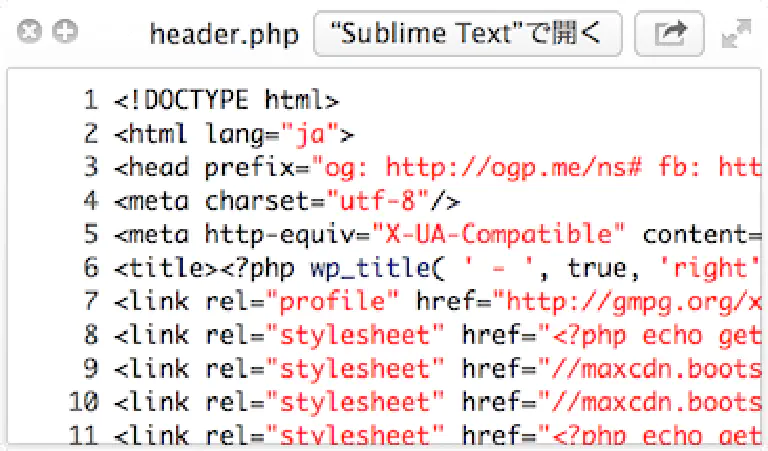 header.php “Sublime Text”で開く
1 <!DOCTYPE html>
2 <html lang="ja">
3 <head prefix="og: http://ogp.me/ns# fb: htt
4 <meta charset="utf-8"/>
5 <meta http-equiv="X-UA-Compatible" content=
6 <title><?php wp_title( ' - ', true, 'right'
7 <link rel="profile" href="http://gmpg.org/x
8 <link rel="stylesheet" href="<?php echo get
9 <link rel="stylesheet" href="//maxcdn.boots
10 <link rel="stylesheet" href="//maxcdn.boots
11 <link rel="stylesheet" href="<?php echo get